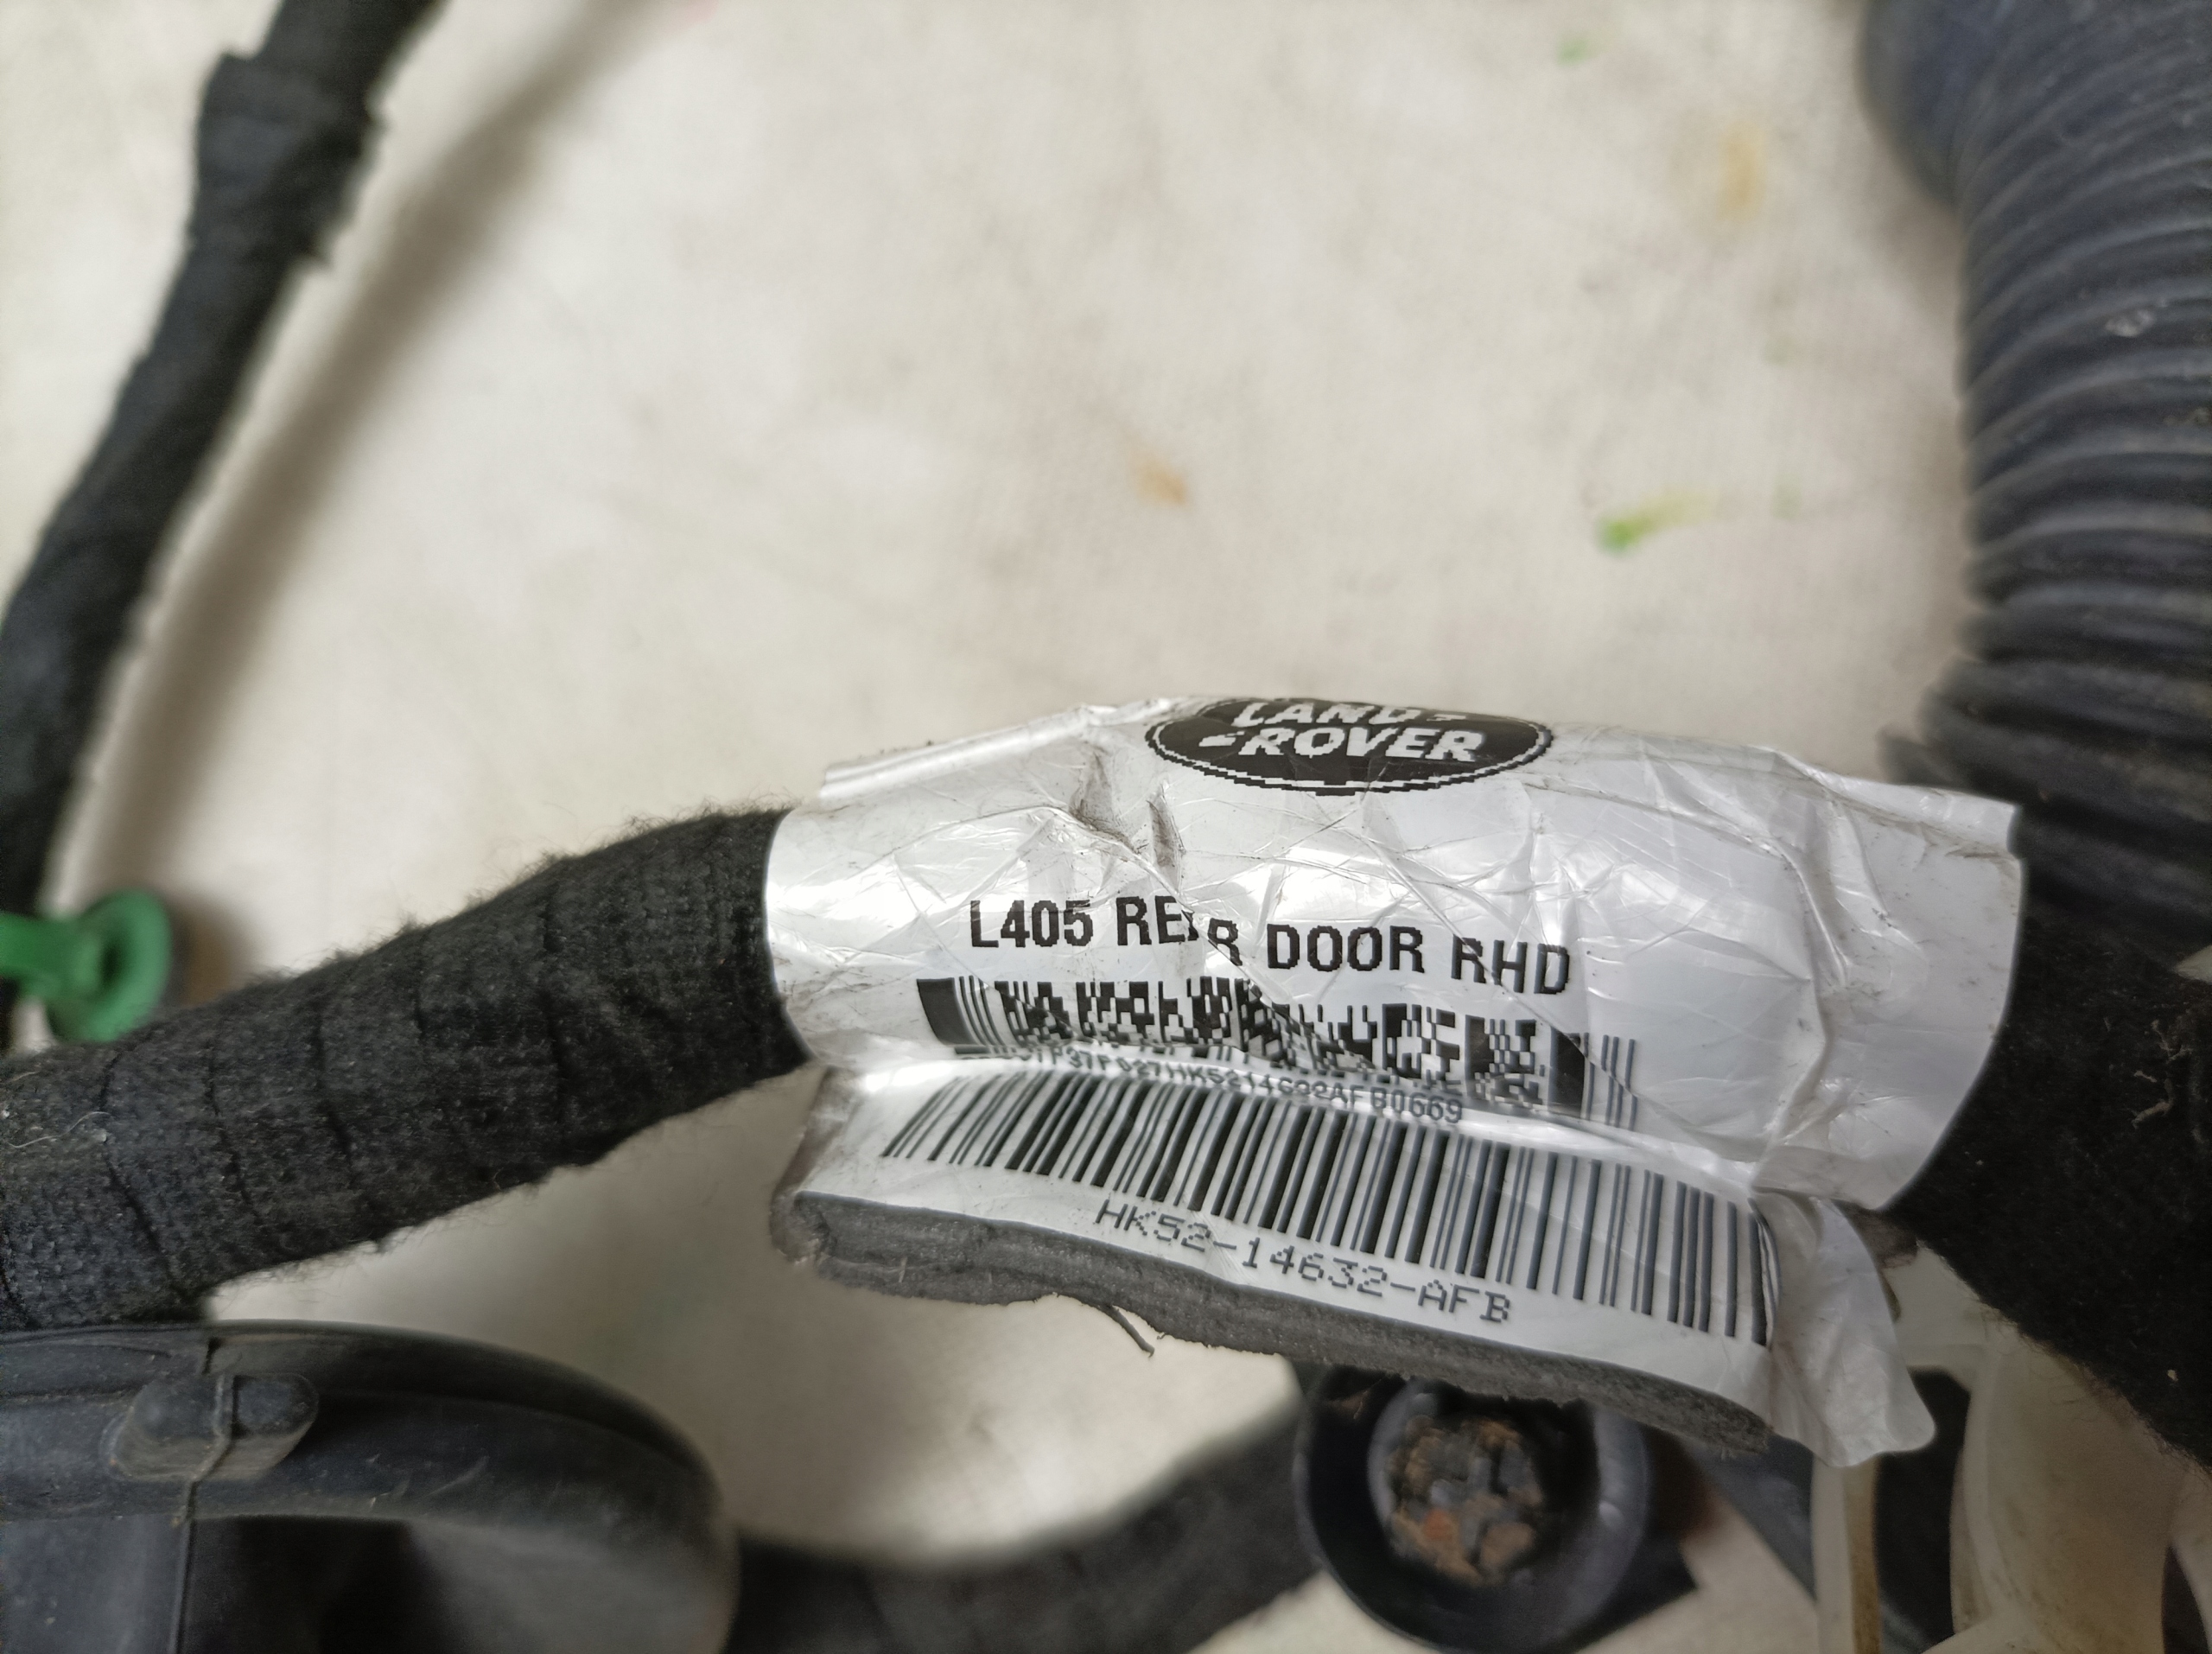 LAND-
-ROVER
L405 REAR DOOR RHD
HK52-14632-AFB